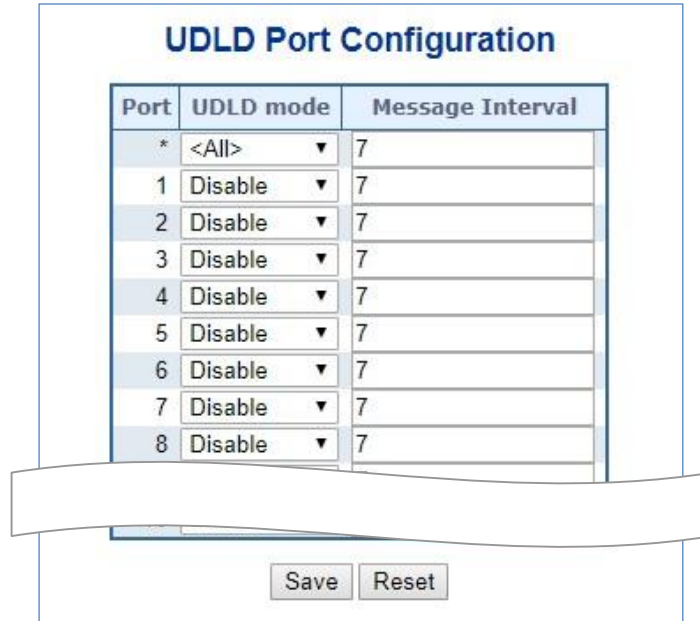 UDLD Port Configuration
Port UDLD mode Message Interval
* <All> 7
1 Disable 7
2 Disable 7
3 Disable 7
4 Disable 7
5 Disable 7
6 Disable 7
7 Disable 7
8 Disable 7
Save Reset